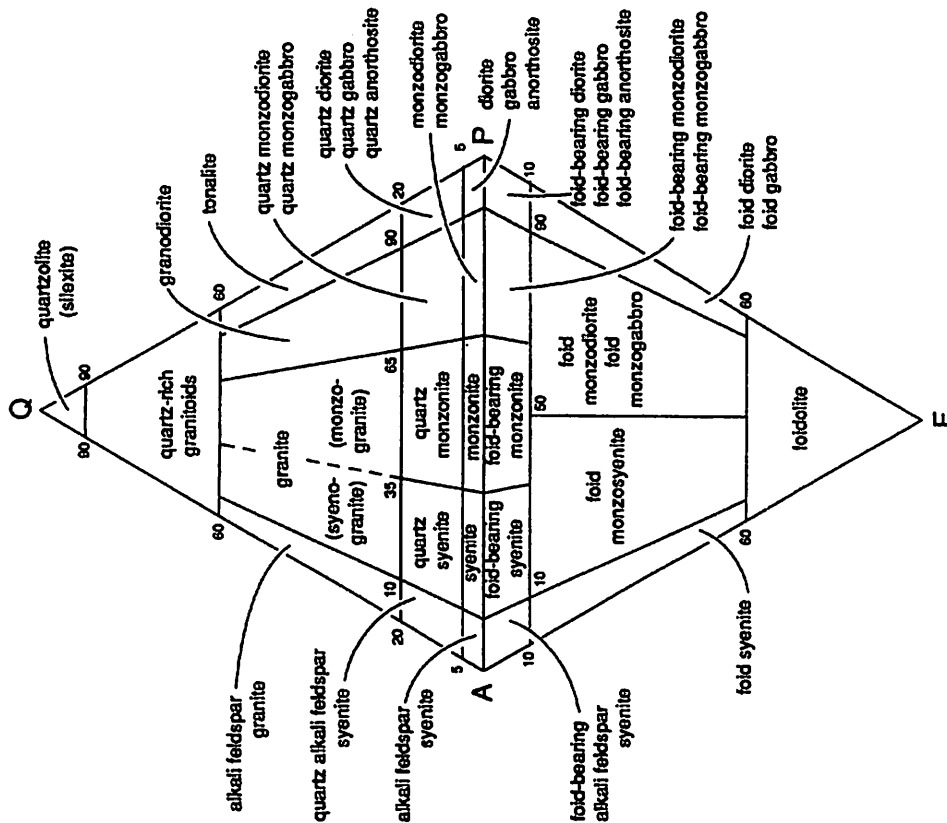 Q
quartzolite
(silexite)
90
90
quartz-rich
granitoids
60
60
granodiorite
tonalite
alkali feldspar
granite
granite
(syeno-
granite)
(monzo-
granite)
quartz alkali feldspar
syenite
quartz monzodiorite
quartz monzogabbro
quartz diorite
quartz gabbro
quartz anorthosite
20
10
35
65
90
20
quartz
syenite
quartz
monzonite
monzodiorite
monzogabbro
alkali feldspar
syenite
5
syenite
monzonite
5
diorite
gabbro
anorthosite
A
P
foid-bearing
syenite
foid-bearing
monzonite
10
10
50
90
10
foid-bearing
alkali feldspar
syenite
foid-bearing diorite
foid-bearing gabbro
foid-bearing anorthosite
foid-bearing monzodiorite
foid-bearing monzogabbro
foid
monzosyenite
foid
monzodiorite
foid
monzogabbro
foid syenite
foid diorite
foid gabbro
60
60
foidolite
F